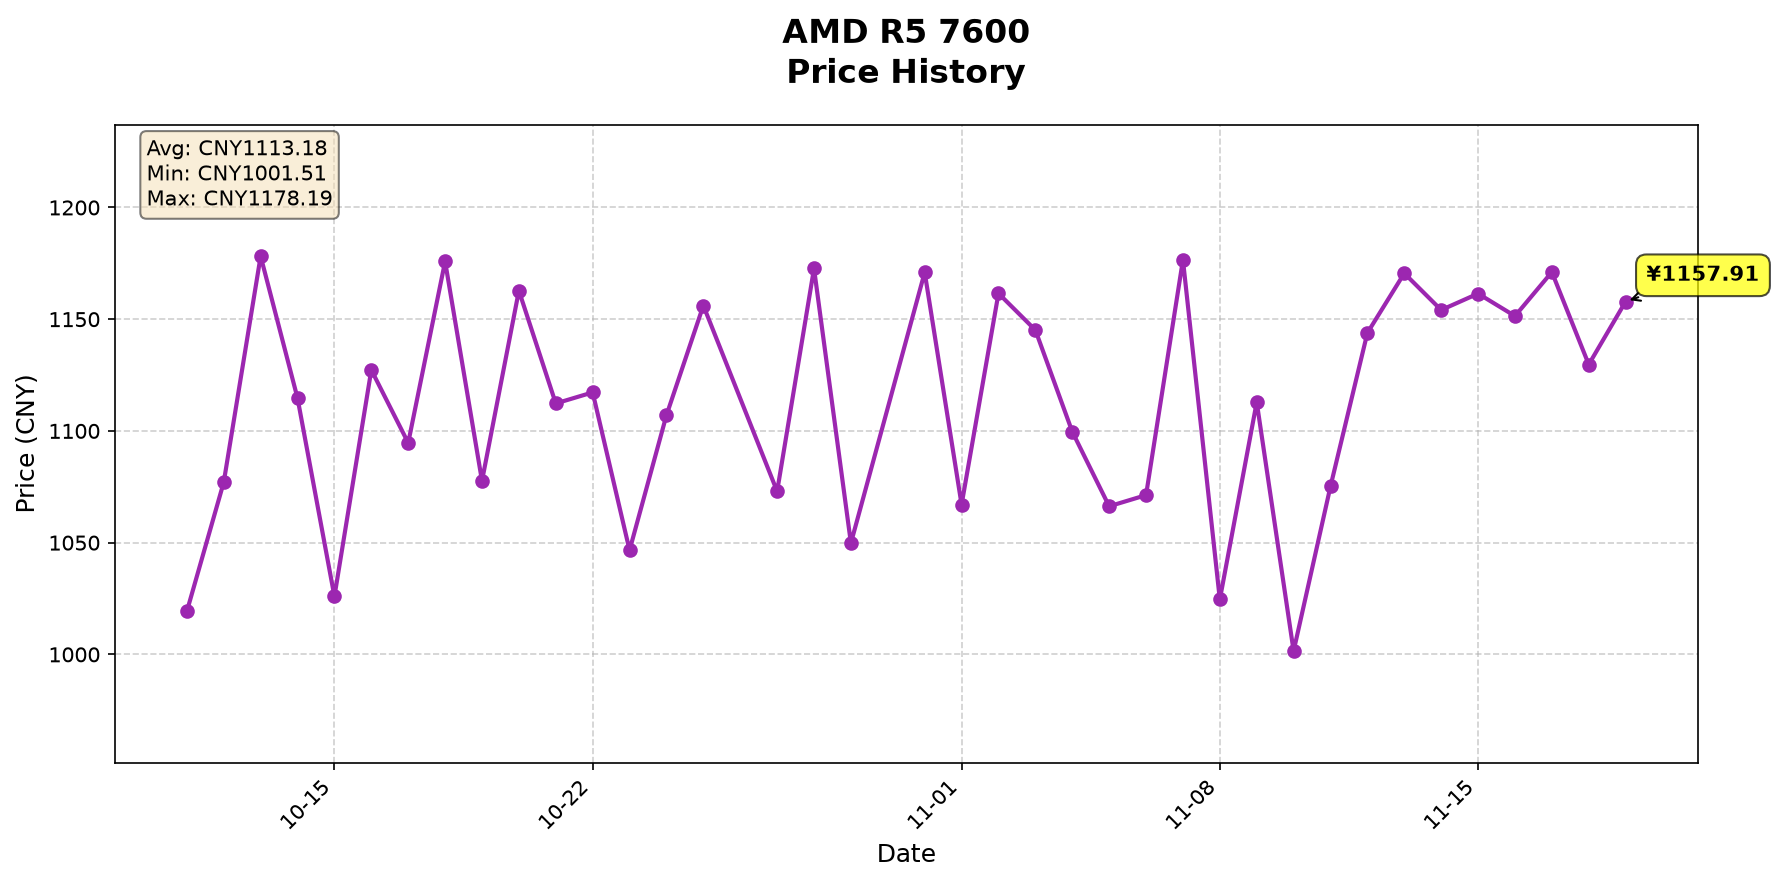 AMD R5 7600
Price History
Avg: CNY1113.18
Min: CNY1001.51
Max: CNY1178.19
¥1157.91
Price (CNY)
1200
1150
1100
1050
1000
10-15
10-22
11-01
11-08
11-15
Date